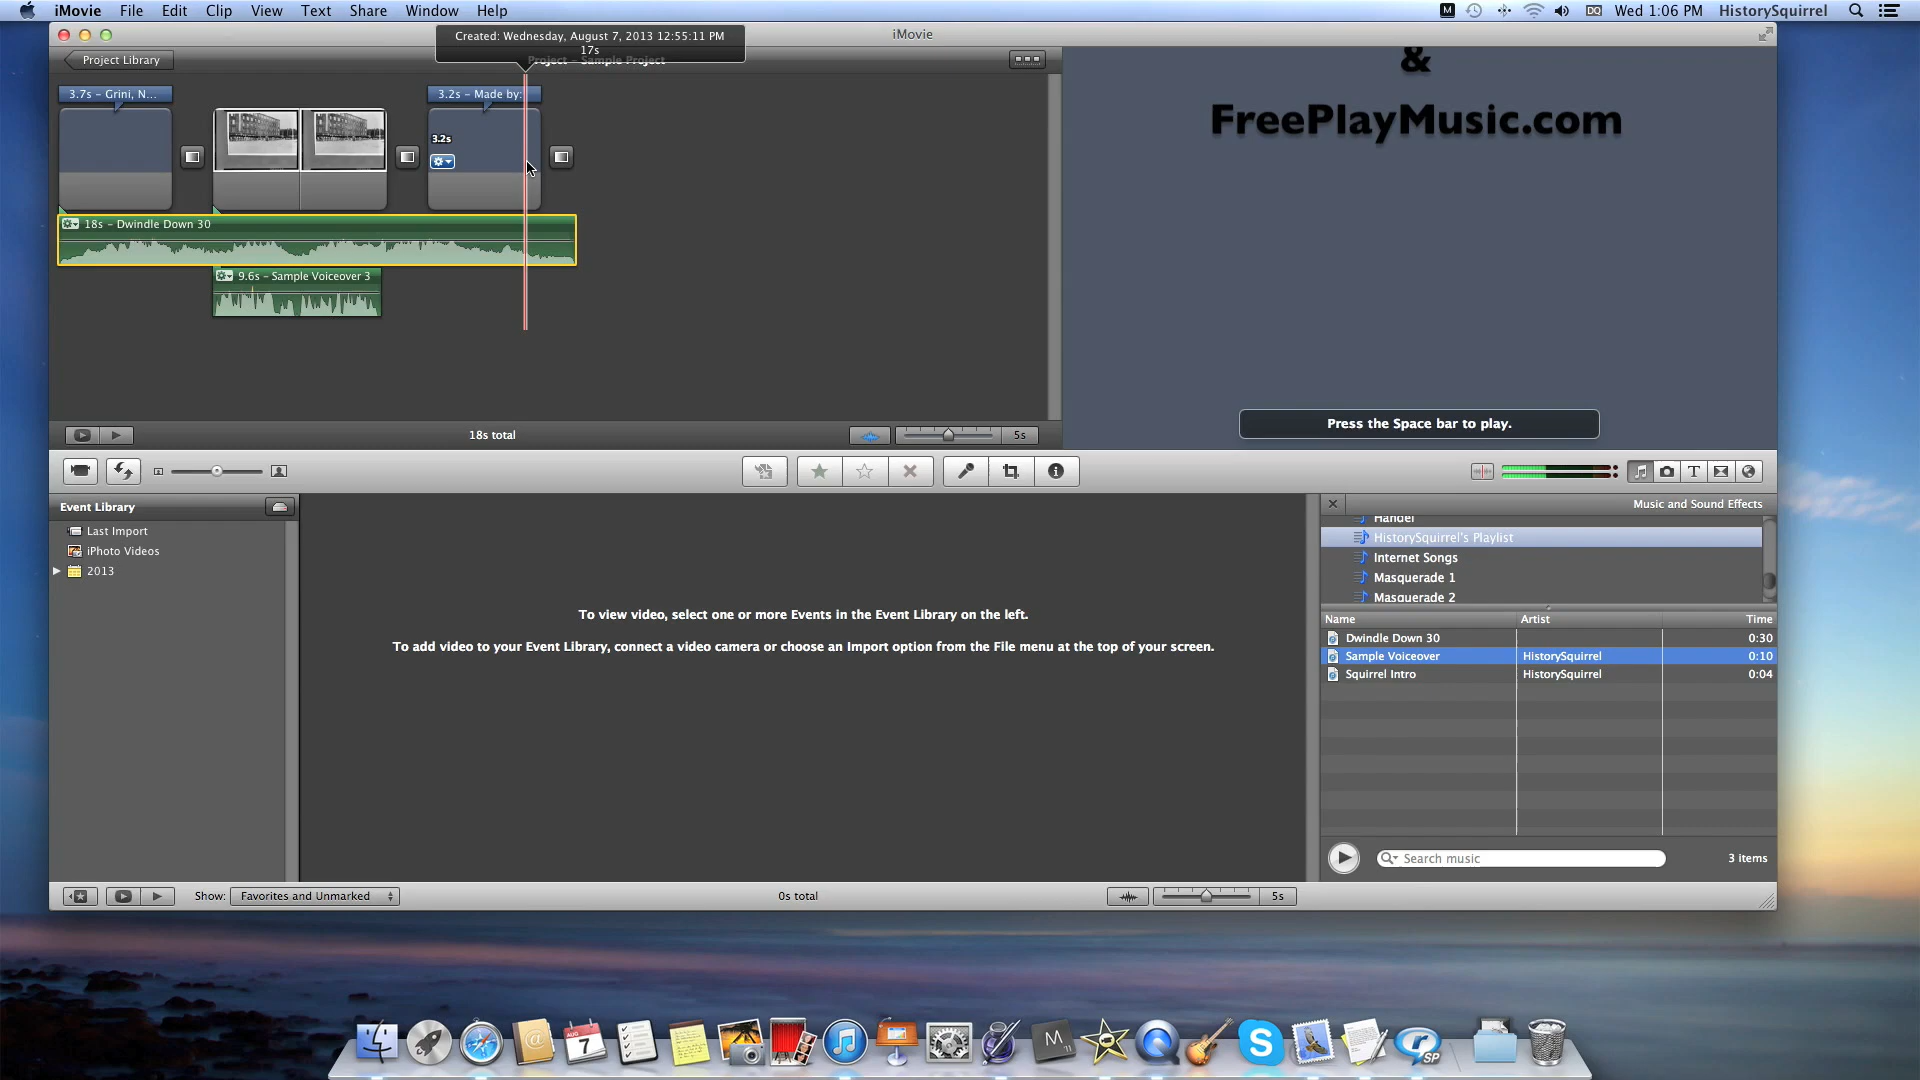 iMovie File Edit Clip View Text Share Window Help
Wed 1:06 PM HistorySquirrel
iMovie
Created: Wednesday, August 7, 2013 12:55:11 PM
17s
Project Library
Project - Sample Project
3.7s - Grini, N...
3.2s - Made by:
3.2s
18s - Dwindle Down 30
9.6s - Sample Voiceover 3
18s total
5s
&
FreePlayMusic.com
Press the Space bar to play.
Event Library
Last Import
iPhoto Videos
2013
To view video, select one or more Events in the Event Library on the left.
To add video to your Event Library, connect a video camera or choose an Import option from the File menu at the top of your screen.
Music and Sound Effects
Handel
HistorySquirrel's Playlist
Internet Songs
Masquerade 1
Masquerade 2
Name Artist Time
Dwindle Down 30 0:30
Sample Voiceover HistorySquirrel 0:10
Squirrel Intro HistorySquirrel 0:04
Search music
3 items
Show: Favorites and Unmarked
0s total
5s
AUG
7
SP